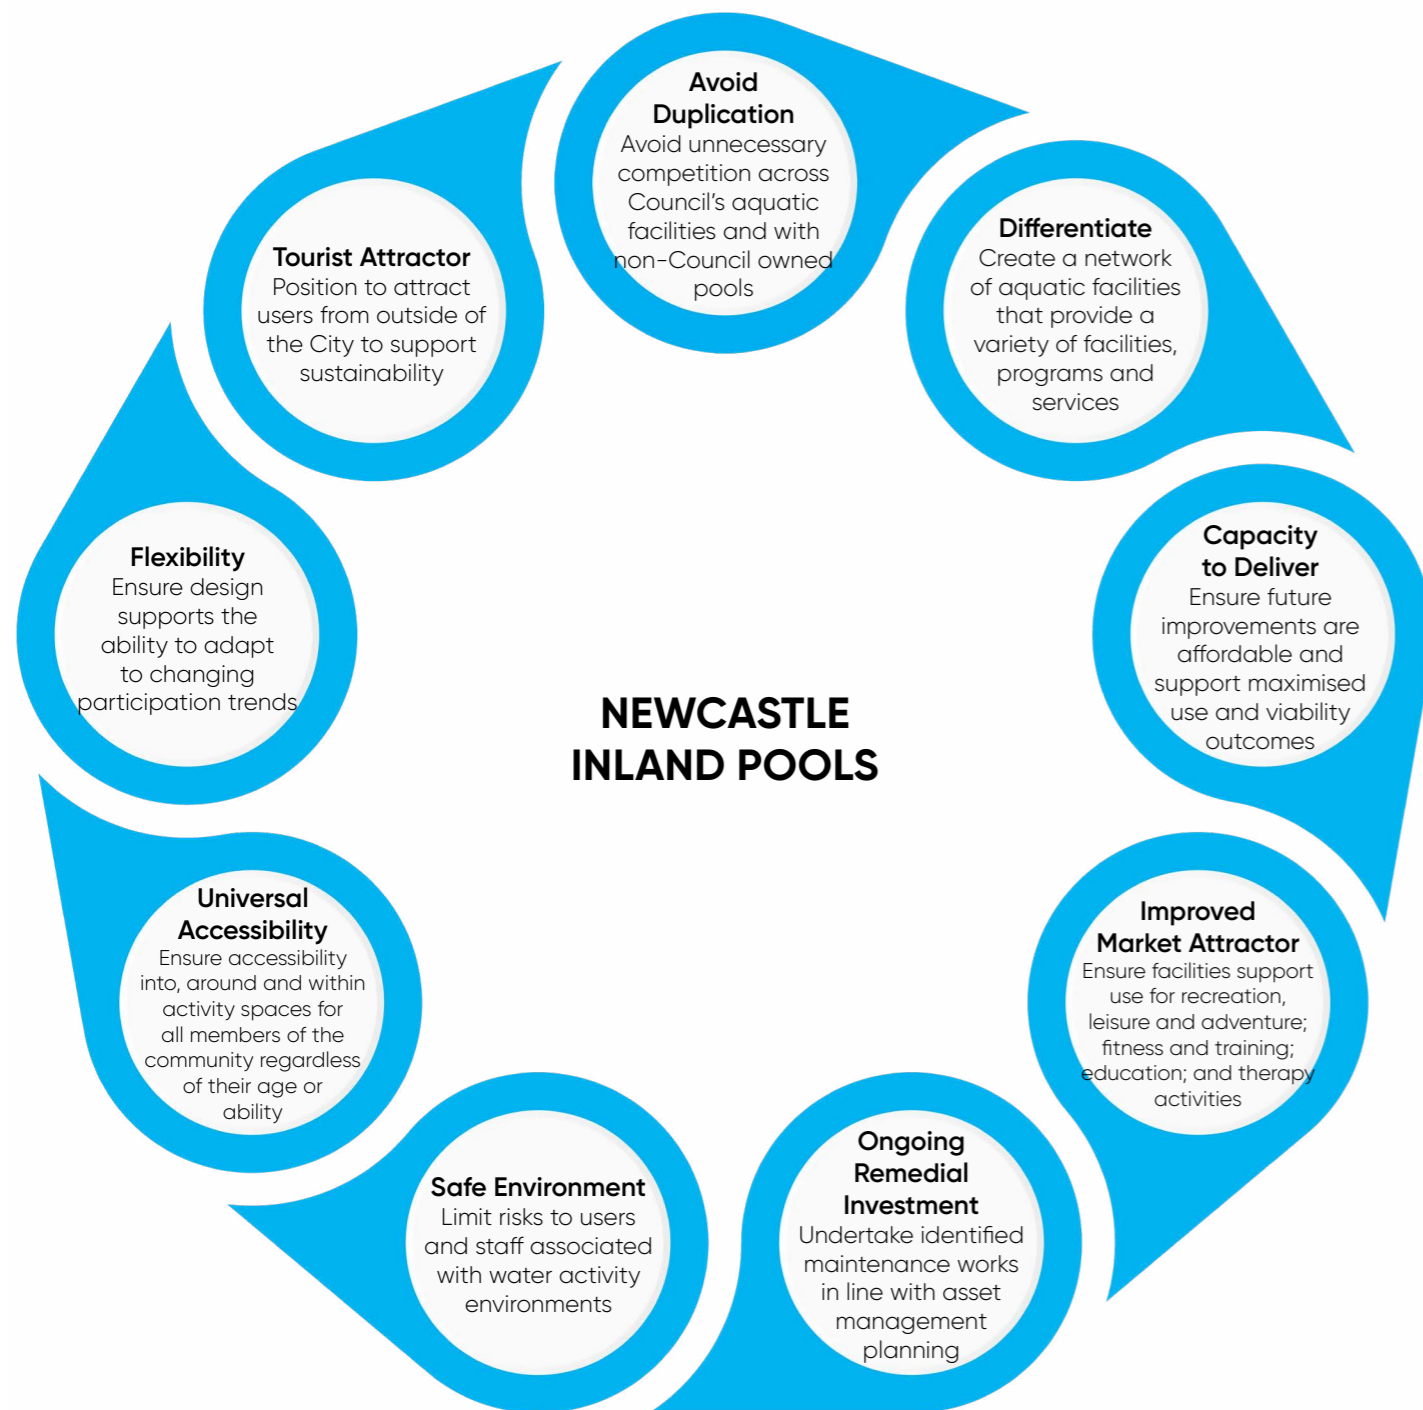 Avoid
Duplication
Avoid unnecessary
competition across
Council's aquatic
facilities and with
non-Council owned
pools
Differentiate
Create a network
of aquatic facilities
that provide a
variety of facilities,
programs and
services
Capacity
to Deliver
Ensure future
improvements are
affordable and
support maximised
use and viability
outcomes
Improved
Market Attractor
Ensure facilities support
use for recreation,
leisure and adventure;
fitness and training;
education; and therapy
activities
Ongoing
Remedial
Investment
Undertake identified
maintenance works
in line with asset
management
planning
Safe Environment
Limit risks to users
and staff associated
with water activity
environments
Universal
Accessibility
Ensure accessibility
into, around and within
activity spaces for
all members of the
community regardless
of their age or
ability
Flexibility
Ensure design
supports the
ability to adapt
to changing
participation trends
Tourist Attractor
Position to attract
users from outside of
the City to support
sustainability
NEWCASTLE
INLAND POOLS